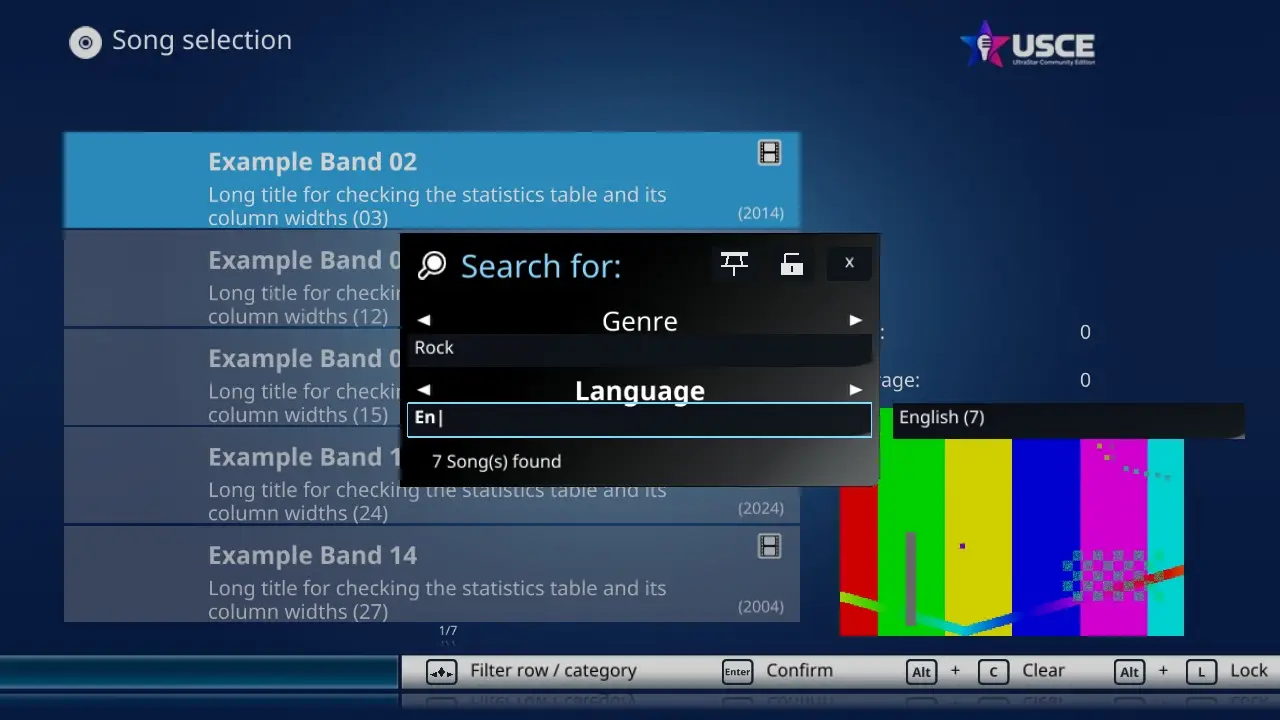 Song selection
USCE
UltraStar Community Edition
Example Band 02
Long title for checking the statistics table and its
column widths (03)
(2014)
Example Band 0
Long title for checki
column widths (12)
Example Band 0
Long title for checki
column widths (15)
Example Band 1
Long title for checking the statistics table and its
column widths (24)
(2024)
Example Band 14
Long title for checking the statistics table and its
column widths (27)
(2004)
1/7
Search for:
x
Genre
Rock
Language
En|
7 Song(s) found
English (7)
: 0
rage: 0
Filter row / category
Enter Confirm
Alt + C Clear
Alt + L Lock